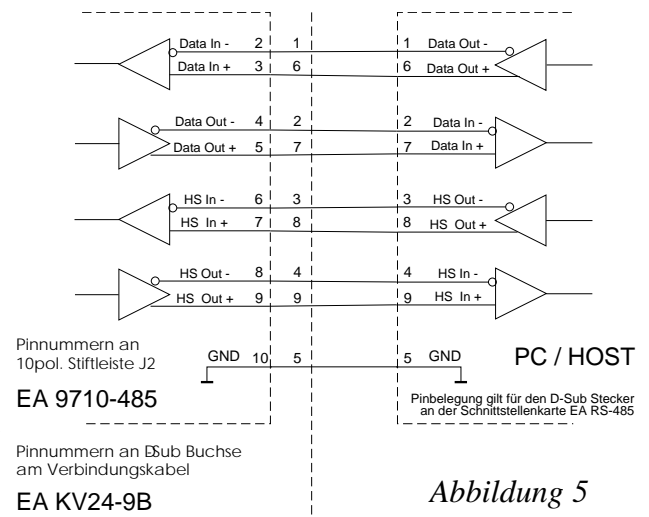 Data In - 2 1 1 Data Out -
Data In + 3 6 6 Data Out +
Data Out - 4 2 2 Data In -
Data Out + 5 7 7 Data In +
HS In - 6 3 3 HS Out -
HS In + 7 8 8 HS Out +
HS Out - 8 4 4 HS In -
HS Out + 9 9 9 HS In +
GND 10 5 5 GND
Pinnummern an
10pol. Stiftleiste J2
EA 9710-485
PC / HOST
Pinbelegung gilt für den D-Sub Stecker
an der Schnittstellenkarte EA RS-485
Pinnummern an D-Sub Buchse
am Verbindungskabel
EA KV24-9B
Abbildung 5